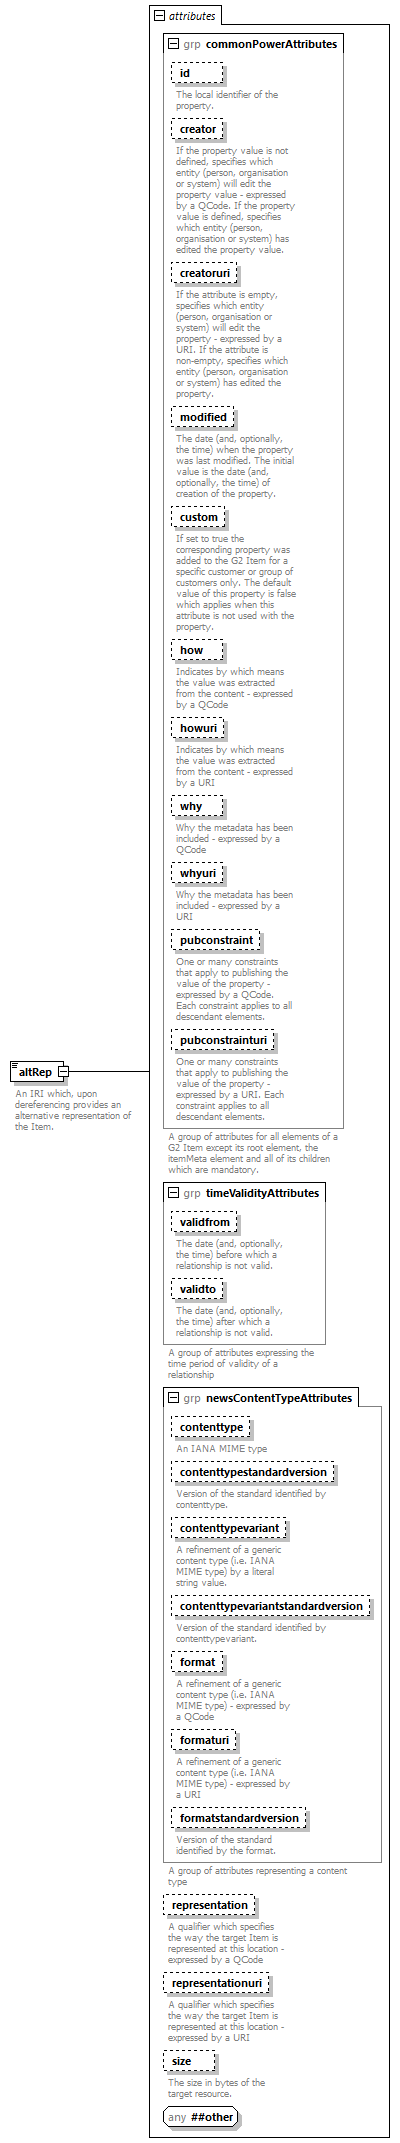 attributes
grp commonPowerAttributes
id
The local identifier of the
property.
creator
If the property value is not
defined, specifies which
entity (person, organisation
or system) will edit the
property value - expressed
by a QCode. If the property
value is defined, specifies
which entity (person,
organisation or system) has
edited the property value.
creatoruri
If the attribute is empty,
specifies which entity
(person, organisation or
system) will edit the
property - expressed by a
URI. If the attribute is
non-empty, specifies which
entity (person, organisation
or system) has edited the
property.
modified
The date (and, optionally,
the time) when the property
was last modified. The initial
value is the date (and,
optionally, the time) of
creation of the property.
custom
If set to true the
corresponding property was
added to the G2 Item for a
specific customer or group of
customers only. The default
value of this property is false
which applies when this
attribute is not used with the
property.
how
Indicates by which means
the value was extracted
from the content - expressed
by a QCode
howuri
Indicates by which means
the value was extracted
from the content - expressed
by a URI
why
Why the metadata has been
included - expressed by a
QCode
whyuri
Why the metadata has been
included - expressed by a
URI
pubconstraint
One or many constraints
that apply to publishing the
value of the property -
expressed by a QCode.
Each constraint applies to all
descendant elements.
pubconstrainturi
One or many constraints
that apply to publishing the
value of the property -
expressed by a URI. Each
constraint applies to all
descendant elements.
altRep
An IRI which, upon
dereferencing provides an
alternative representation of
the Item.
A group of attributes for all elements of a
G2 Item except its root element, the
itemMeta element and all of its children
which are mandatory.
grp timeValidityAttributes
validfrom
The date (and, optionally,
the time) before which a
relationship is not valid.
validto
The date (and, optionally,
the time) after which a
relationship is not valid.
A group of attributes expressing the
time period of validity of a
relationship
grp newsContentTypeAttributes
contenttype
An IANA MIME type
contenttypestandardversion
Version of the standard identified by
contenttype.
contenttypevariant
A refinement of a generic
content type (i.e. IANA
MIME type) by a literal
string value.
contenttypevariantstandardversion
Version of the standard identified by
contenttypevariant.
format
A refinement of a generic
content type (i.e. IANA
MIME type) - expressed by
a QCode
formaturi
A refinement of a generic
content type (i.e. IANA
MIME type) - expressed by
a URI
formatstandardversion
Version of the standard
identified by the format.
A group of attributes representing a content
type
representation
A qualifier which specifies
the way the target Item is
represented at this location -
expressed by a QCode
representationuri
A qualifier which specifies
the way the target Item is
represented at this location -
expressed by a URI
size
The size in bytes of the
target resource.
any ##other